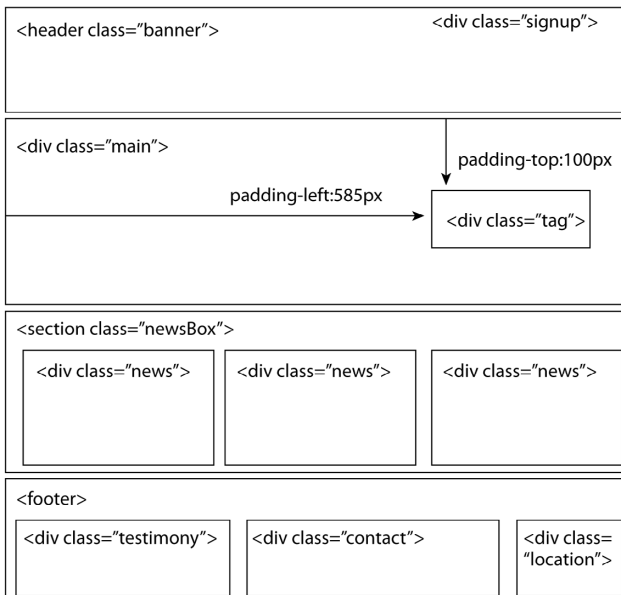 <header class=”banner”>
<div class=”signup”>
<div class=”main”>
padding-top:100px
padding-left:585px
<div class=”tag”>
<section class=”newsBox”>
<div class=”news”>
<div class=”news”>
<div class=”news”>
<footer>
<div class=”testimony”>
<div class=”contact”>
<div class=
“location”>